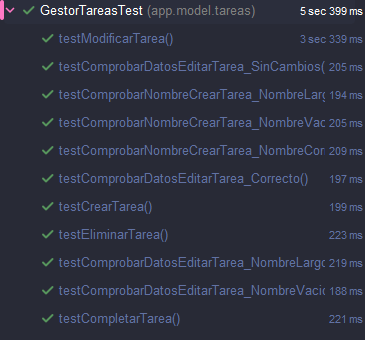 GestorTareasTest (app.model.tareas) 5 sec 399 ms
testModificarTarea() 3 sec 339 ms
testComprobarDatosEditarTarea_SinCambios( 205 ms
testComprobarNombreCrearTarea_NombreLarg 194 ms
testComprobarNombreCrearTarea_NombreVac 205 ms
testComprobarNombreCrearTarea_NombreCor 209 ms
testComprobarDatosEditarTarea_Correcto() 197 ms
testCrearTarea() 199 ms
testEliminarTarea() 223 ms
testComprobarDatosEditarTarea_NombreLargo 219 ms
testComprobarDatosEditarTarea_NombreVacio 188 ms
testCompletarTarea() 221 ms